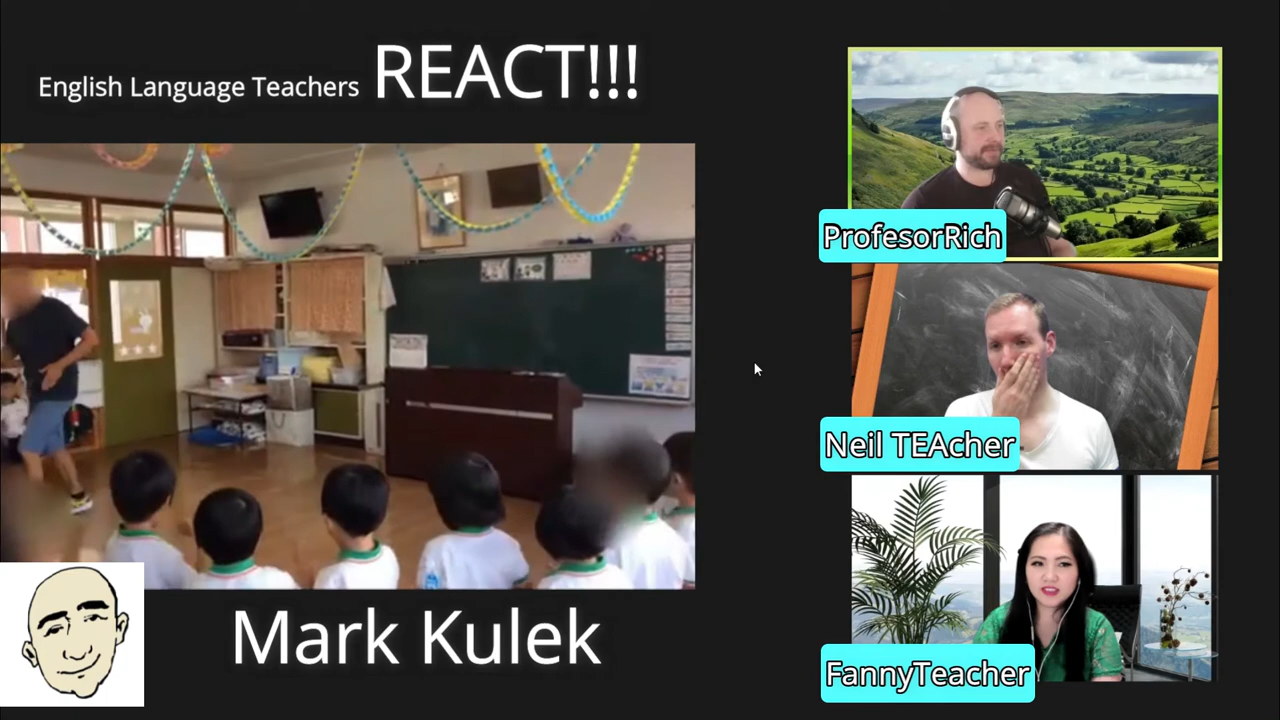 English Language Teachers REACT!!!
ProfesorRich
Neil TEAcher
Mark Kulek
FannyTeacher